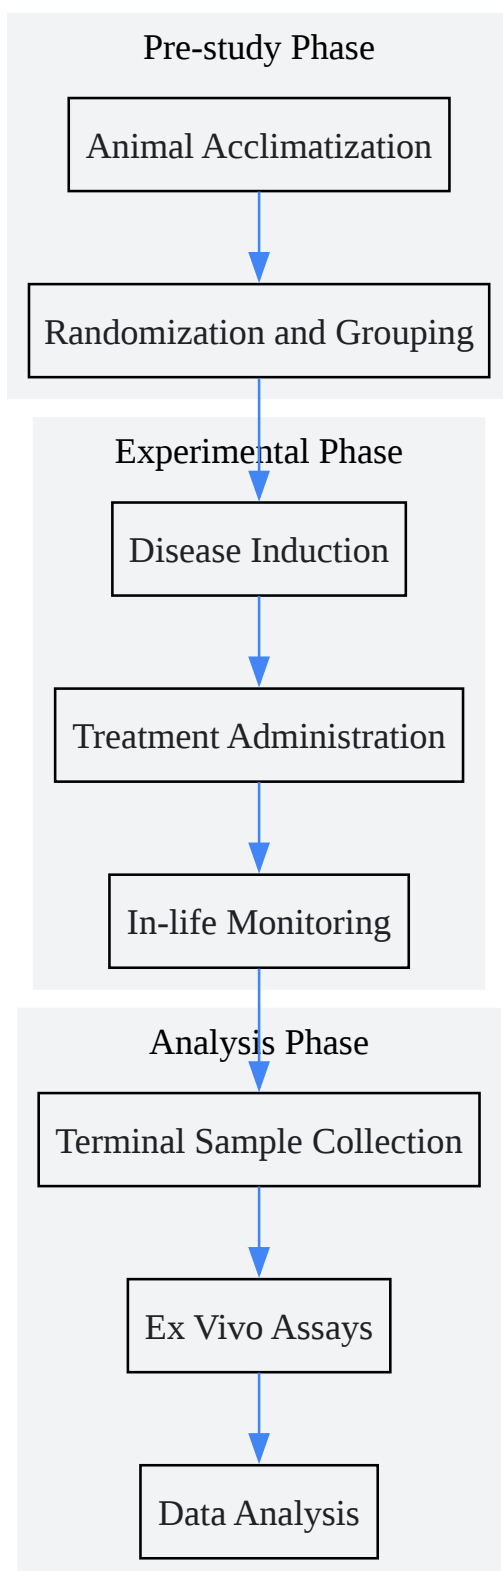 Pre-study Phase
Animal Acclimatization
Randomization and Grouping
Experimental Phase
Disease Induction
Treatment Administration
In-life Monitoring
Analysis Phase
Terminal Sample Collection
Ex Vivo Assays
Data Analysis